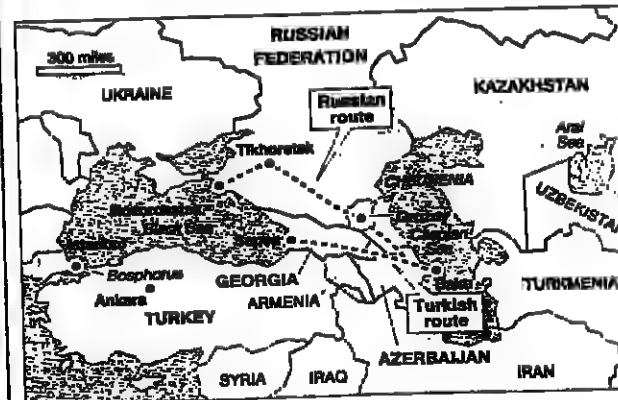 RUSSIAN
FEDERATION
300 miles
UKRAINE
KAZAKHSTAN
Russian
route
Aral
Sea
Tikhoretsk
UZBEKISTAN
Black Sea
Caspian
Sea
Bosphorus
GEORGIA
Baku
TURKMENIA
Ankara
ARMENIA
TURKEY
Turkish
route
AZERBAIJAN
SYRIA
IRAQ
IRAN